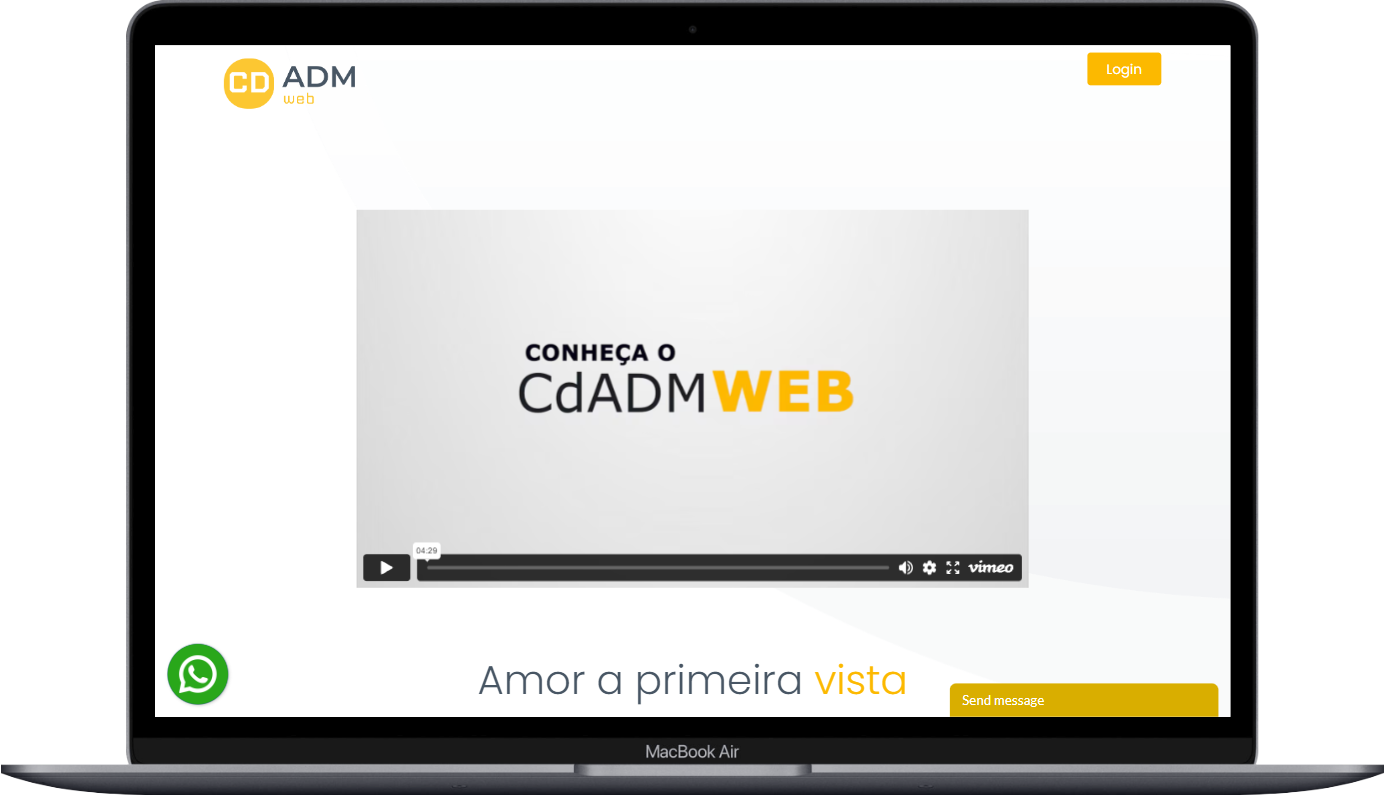 CD ADM
web
Login
CONHEÇA O
CdADMWEB
04:29
vimeo
Amor a primeira vista
Send message
MacBook Air